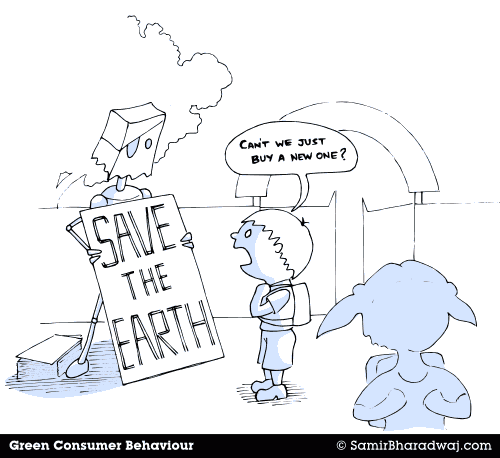 CAN'T WE JUST
BUY A NEW ONE?
SAVE
THE
EARTH
Green Consumer Behaviour
© SamirBharadwaj.com